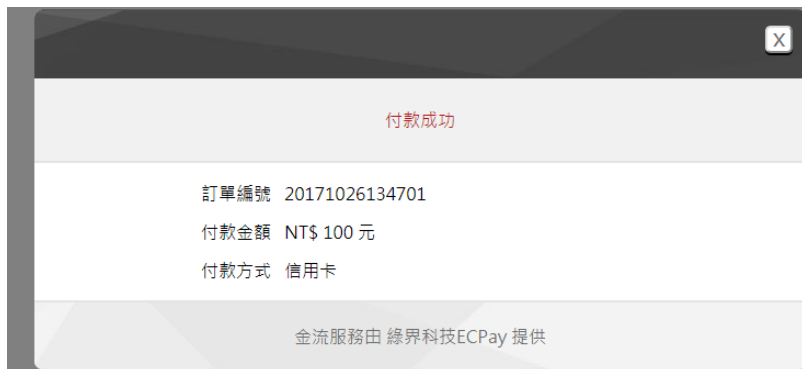 X
付款成功
訂單編號 20171026134701
付款金額 NT$ 100 元
付款方式 信用卡
金流服務由 綠界科技ECPay 提供